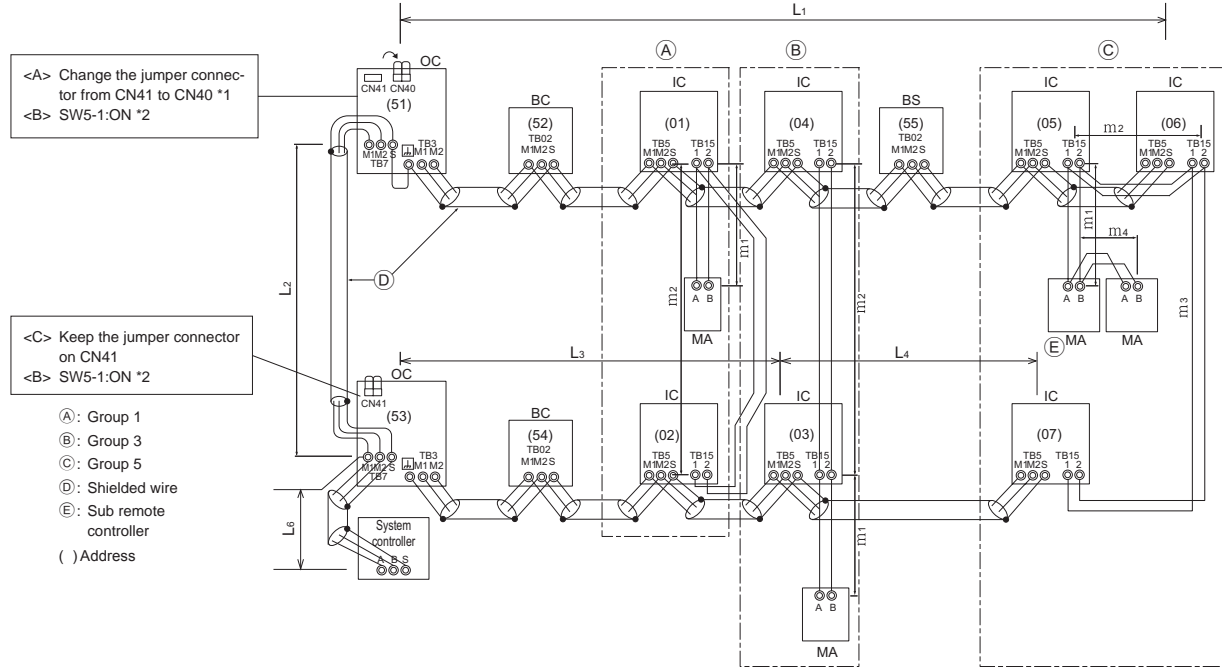 L1
A
B
C
<A> Change the jumper connec-
tor from CN41 to CN40 *1
<B> SW5-1:ON *2
OC
CN41 CN40
(51)
M1M2 S
TB7
TB3
M1 M2
BC
(52)
TB02
M1M2S
IC
(01)
TB5
M1M2S
TB15
1 2
IC
(04)
TB5
M1M2S
TB15
1 2
BS
(55)
TB02
M1M2S
IC
(05)
TB5
M1M2S
TB15
1 2
IC
(06)
TB5
M1M2S
TB15
1 2
m2
L2
D
m2
m1
A B
MA
m2
m1
m4
A B
MA
A B
MA
E
m3
<C> Keep the jumper connector
on CN41
<B> SW5-1:ON *2
L3
L4
OC
CN41
(53)
M1M2 S
TB7
TB3
M1 M2
BC
(54)
TB02
M1M2S
IC
(02)
TB5
M1M2S
TB15
1 2
IC
(03)
TB5
M1M2S
TB15
1 2
IC
(07)
TB5
M1M2S
TB15
1 2
A: Group 1
B: Group 3
C: Group 5
D: Shielded wire
E: Sub remote
controller
( ) Address
L6
System
controller
A B S
m1
A B
MA